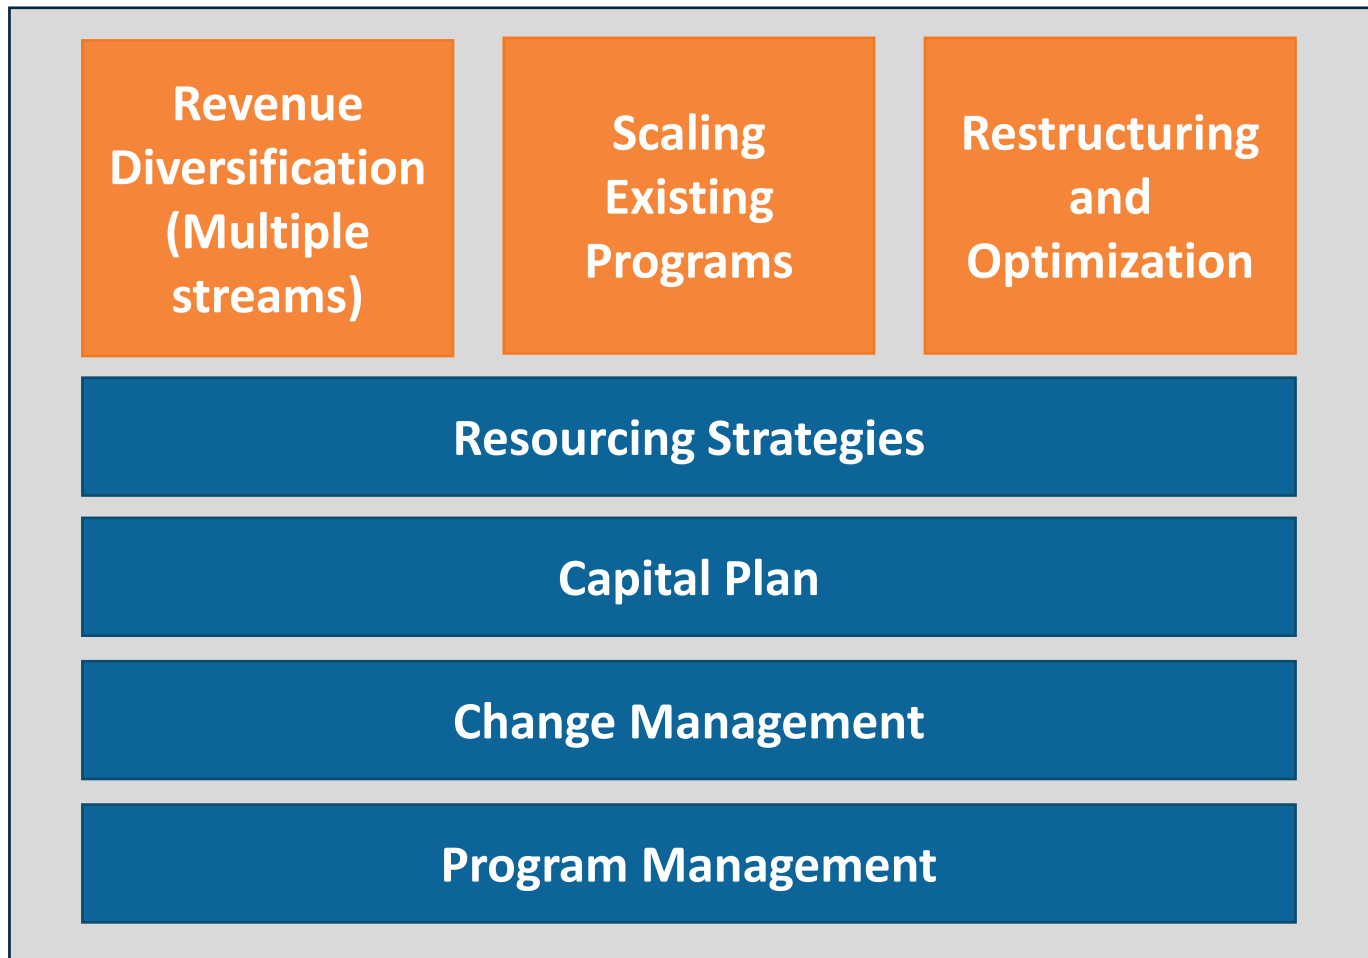 Revenue
Diversification
(Multiple
streams)
Scaling
Existing
Programs
Restructuring
and
Optimization
Resourcing Strategies
Capital Plan
Change Management
Program Management